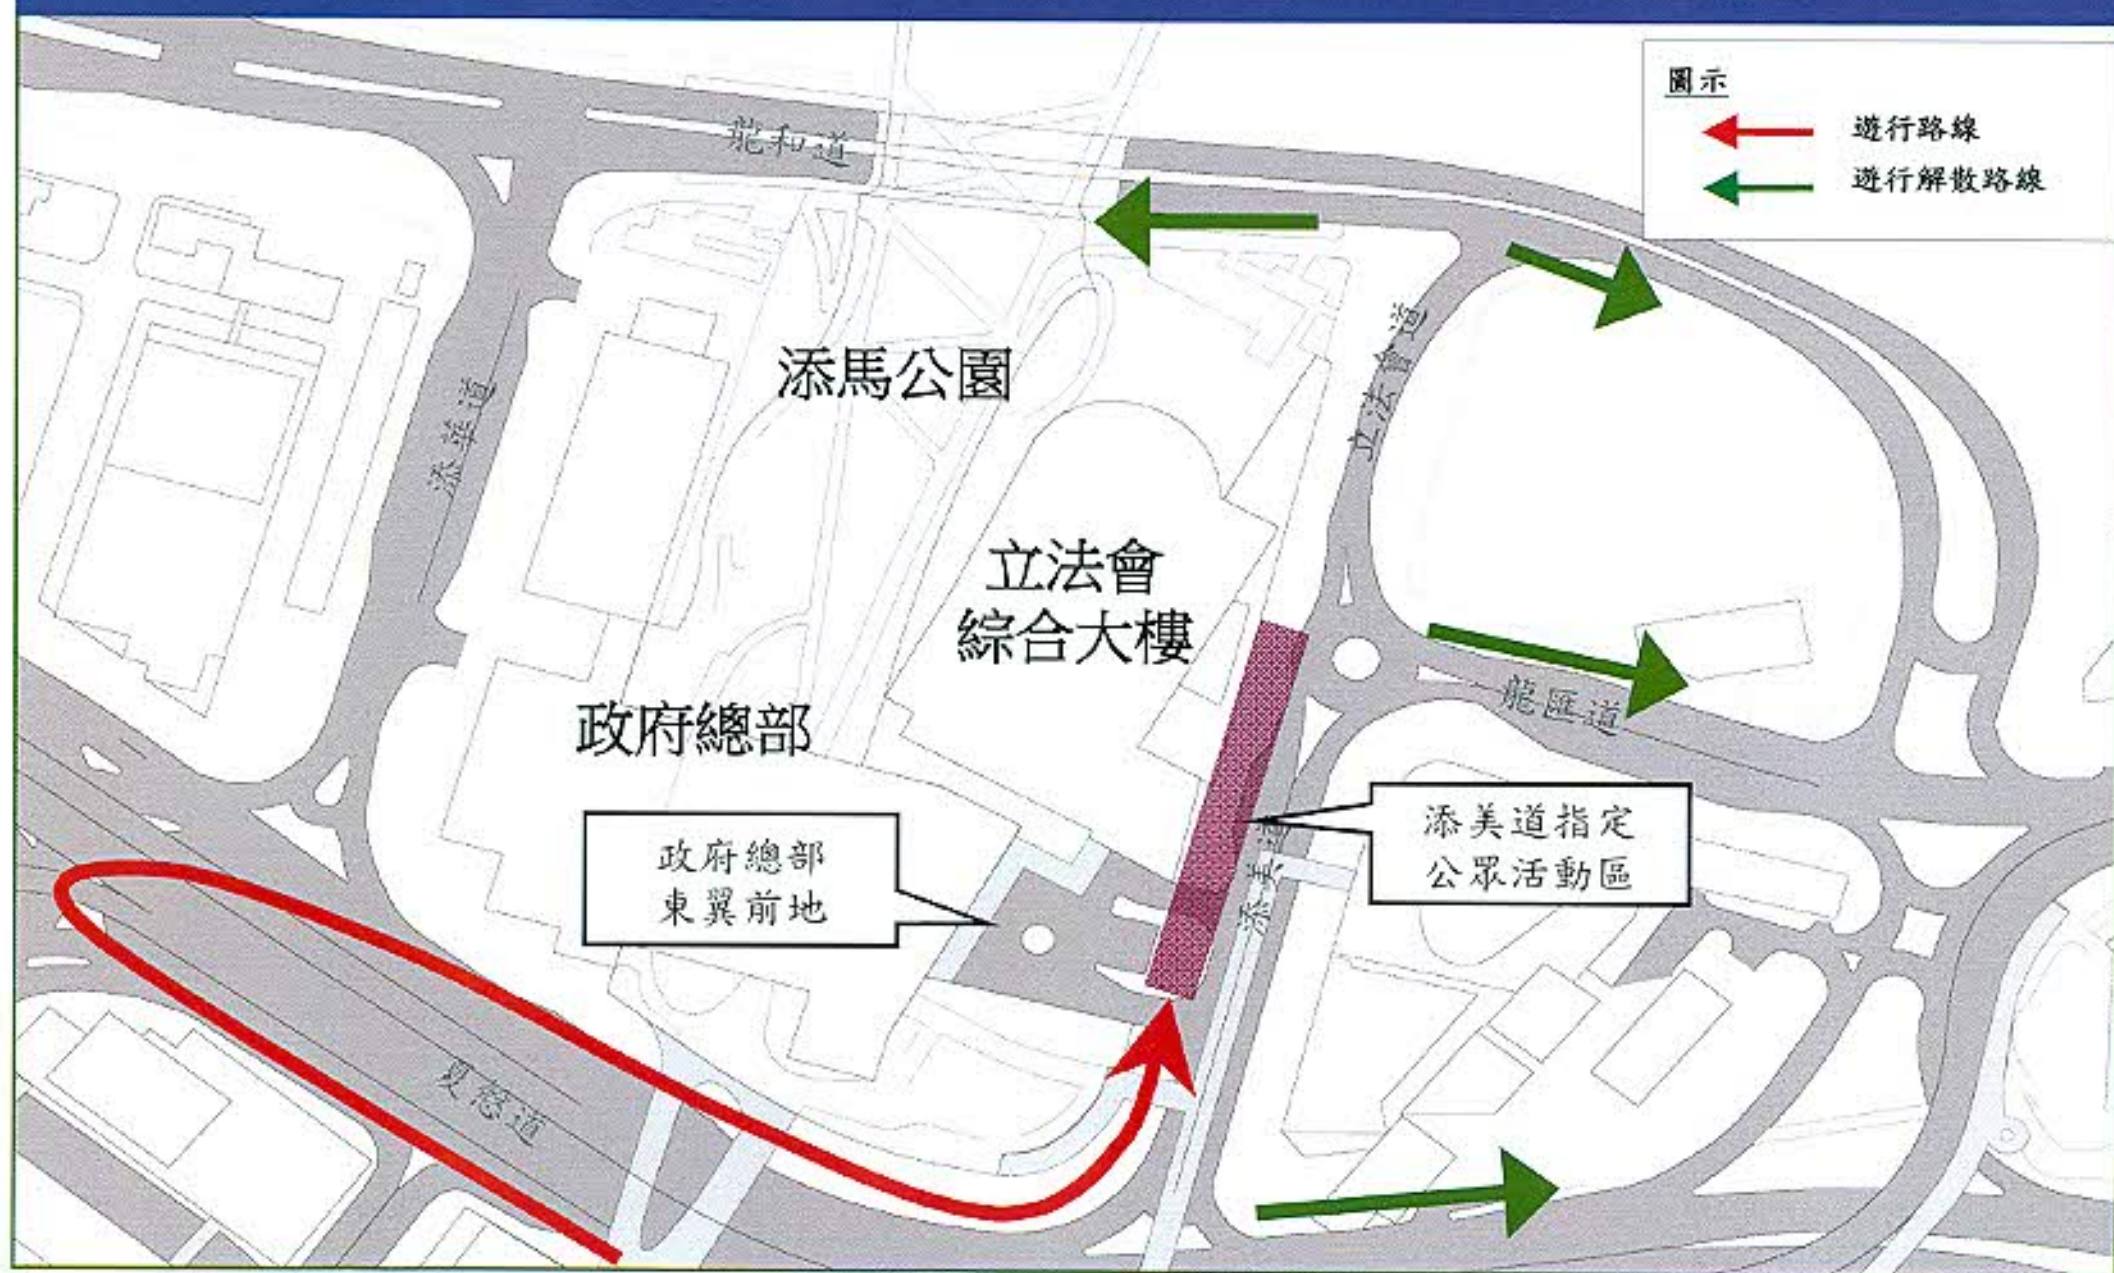 圖示
遊行路線
遊行解散路線
龍和道
立法會道
添馬公園
添華道
立法會
綜合大樓
政府總部
龍匯道
政府總部
東翼前地
添美道指定
公眾活動區
添美道
夏慤道